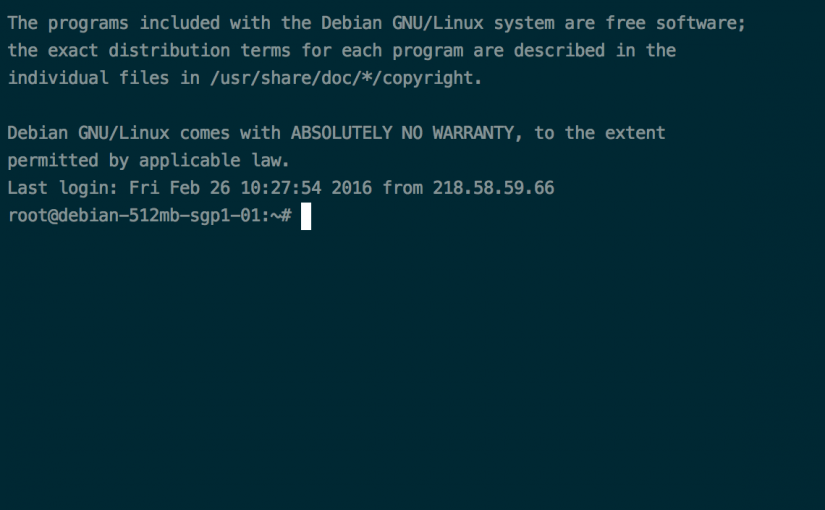 The programs included with the Debian GNU/Linux system are free software;
the exact distribution terms for each program are described in the
individual files in /usr/share/doc/*/copyright.
Debian GNU/Linux comes with ABSOLUTELY NO WARRANTY, to the extent
permitted by applicable law.
Last login: Fri Feb 26 10:27:54 2016 from 218.58.59.66
root@debian-512mb-sgp1-01:~#